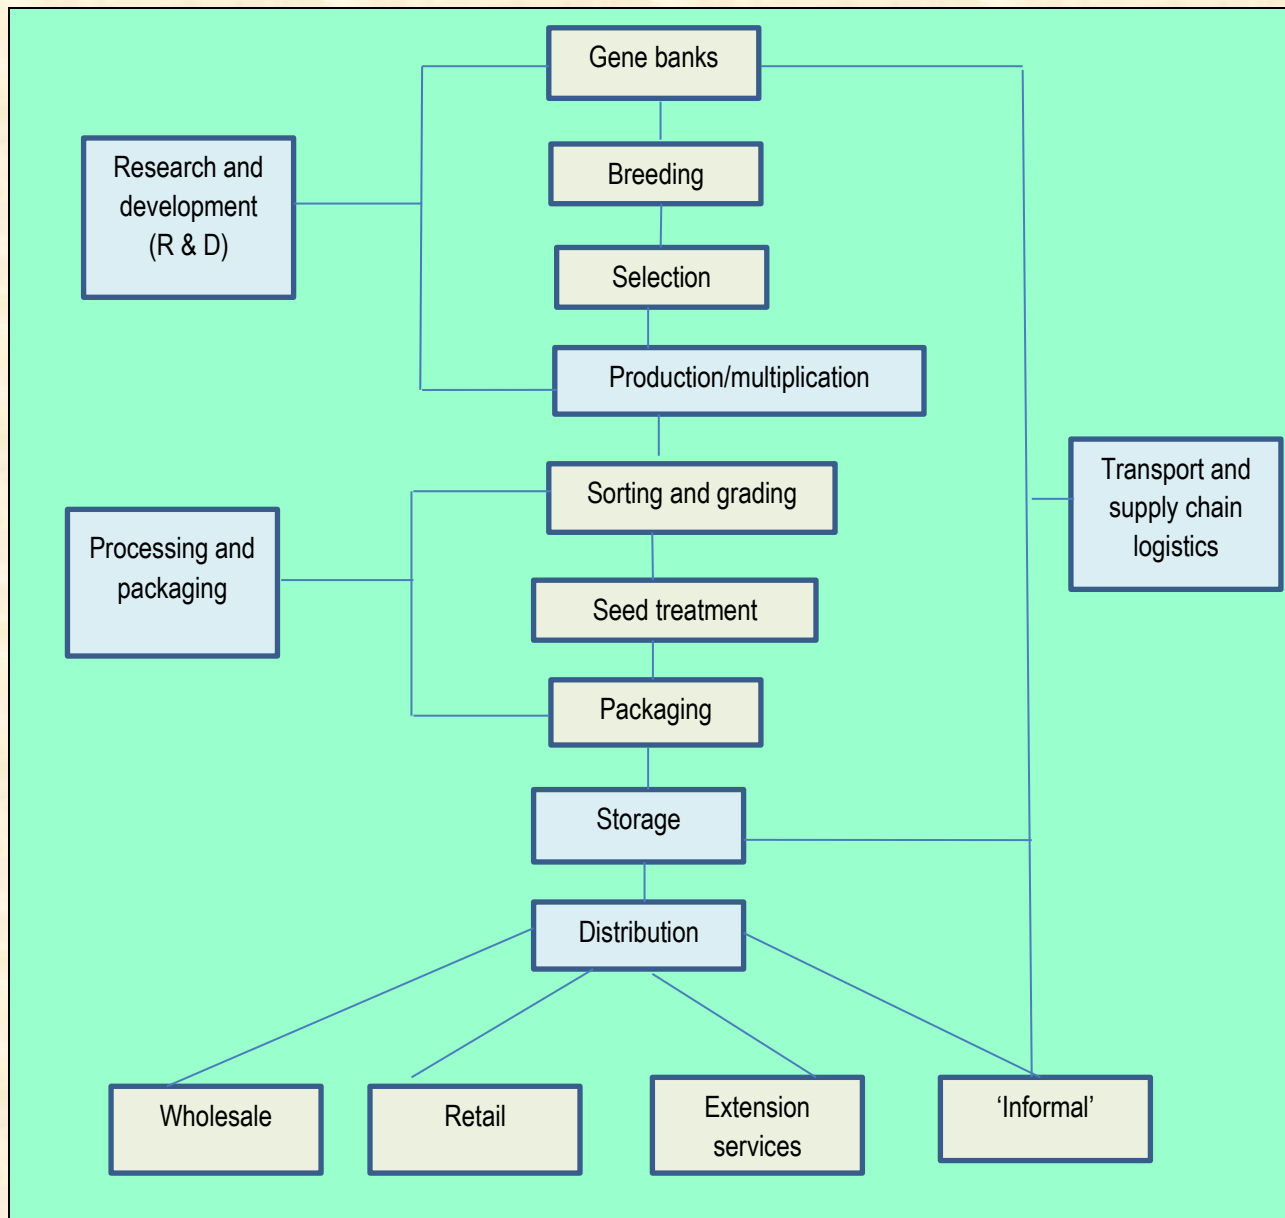 Gene banks
Research and
development
(R & D)
Breeding
Selection
Production/multiplication
Sorting and grading
Transport and
supply chain
logistics
Processing and
packaging
Seed treatment
Packaging
Storage
Distribution
Wholesale
Retail
Extension
services
‘Informal’